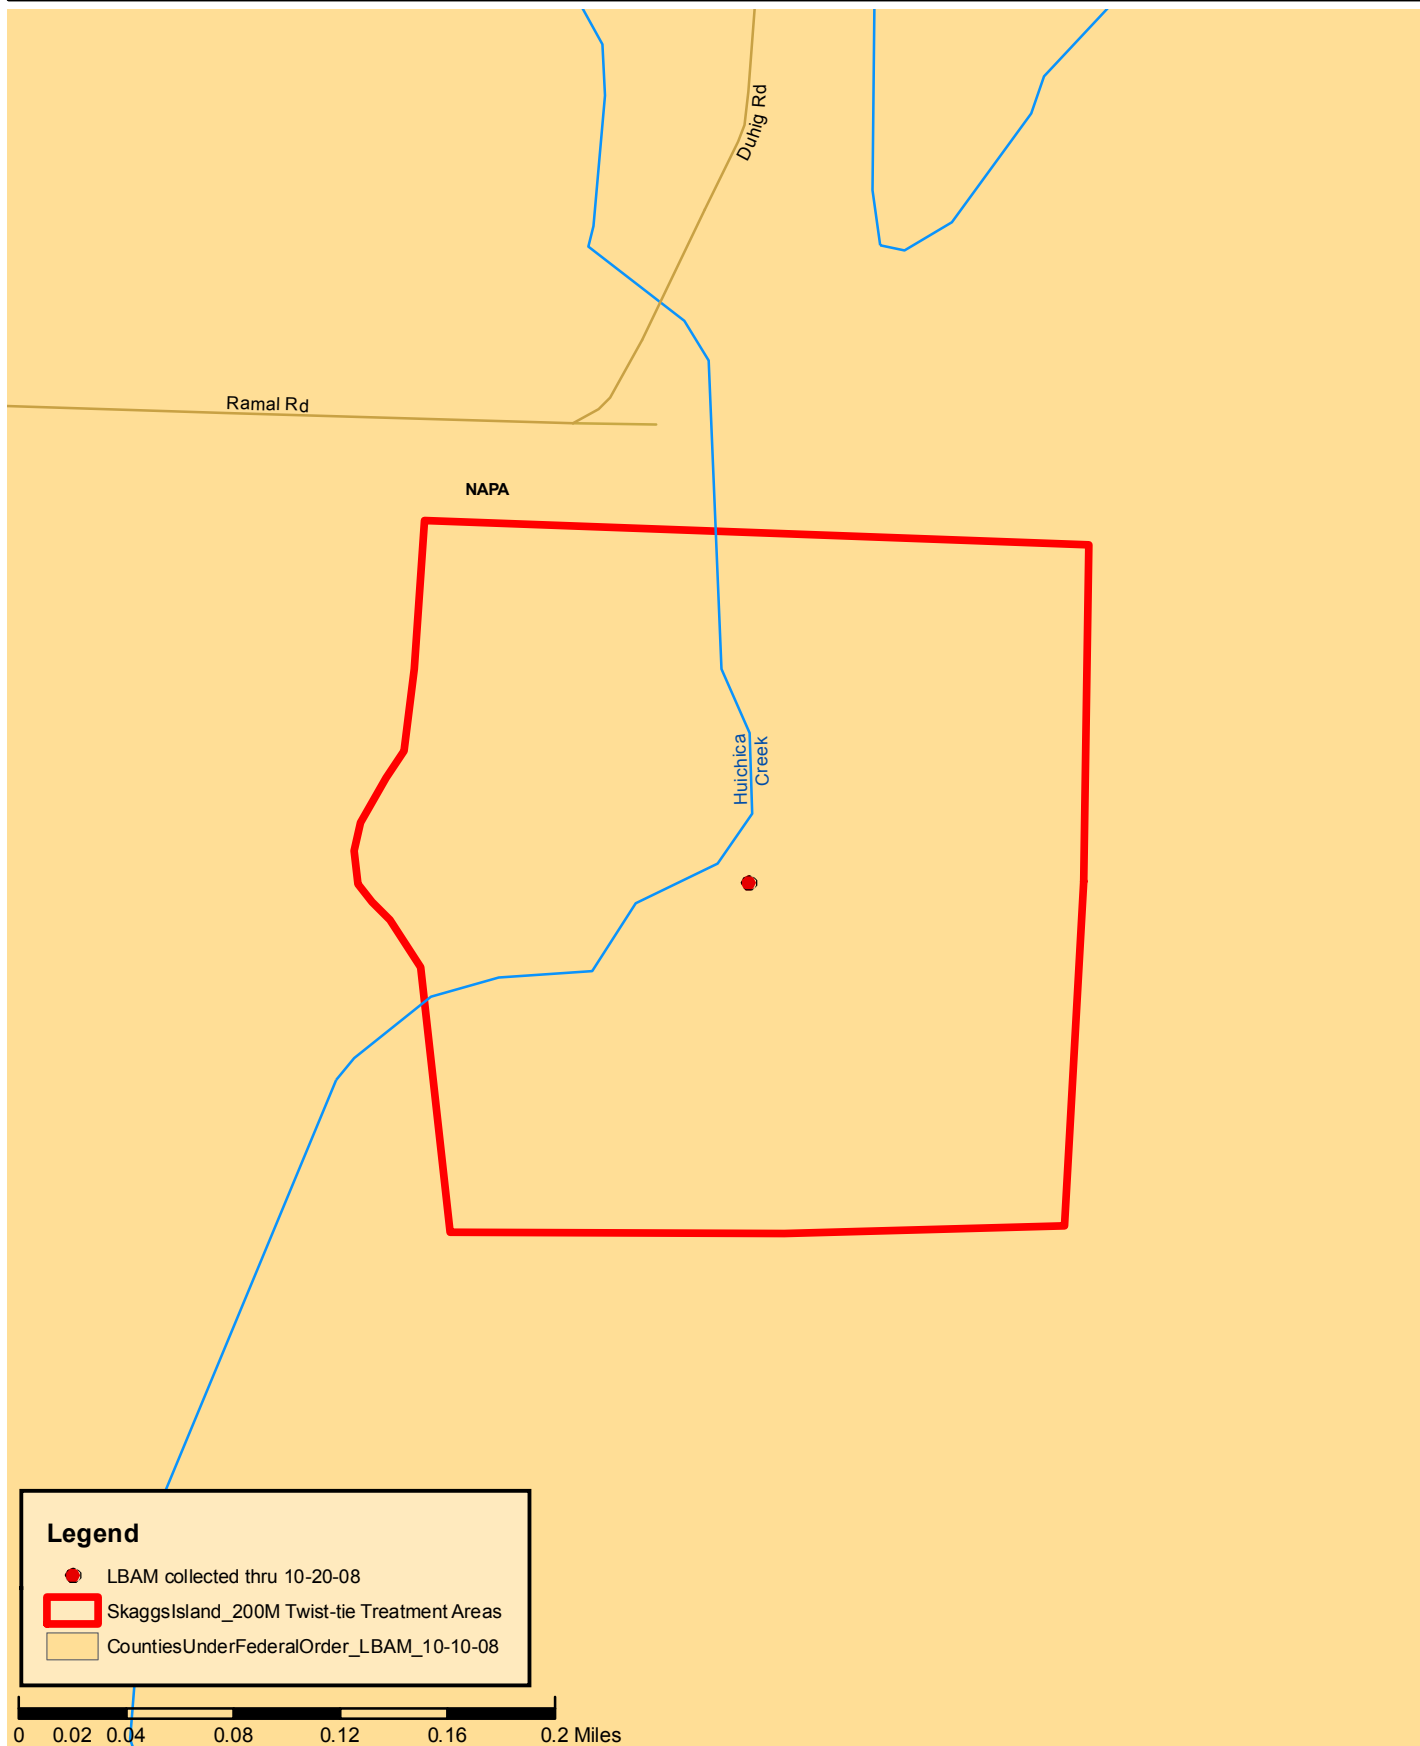 Duhig Rd
Ramal Rd
NAPA
Huichica
Creek
Legend
LBAM collected thru 10-20-08
SkaggsIsland_200M Twist-tie Treatment Areas
CountiesUnderFederalOrder_LBAM_10-10-08
0 0.02 0.04 0.08 0.12 0.16 0.2 Miles